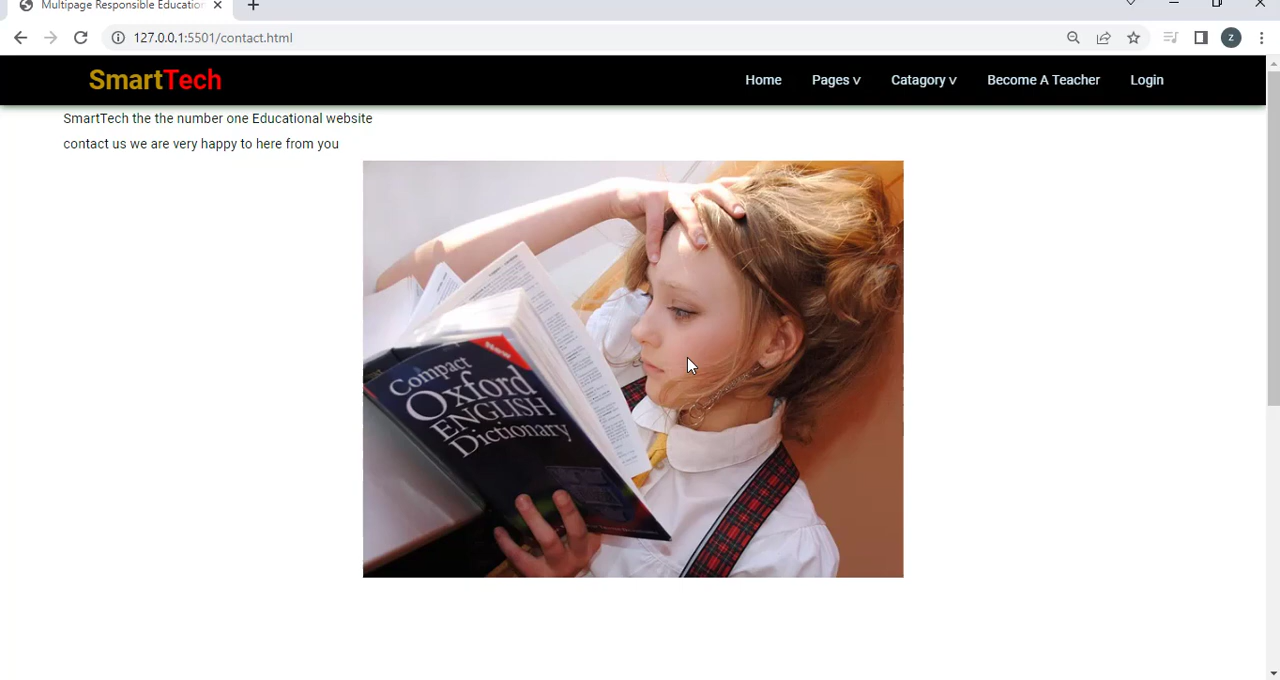 Multipage Responsible Educatio
127.0.0.1:5501/contact.html
z
SmartTech
Home Pages v Catagory v Become A Teacher Login
SmartTech the the number one Educational website
contact us we are very happy to here from you
New
Compact
Oxford
ENGLISH
Dictionary